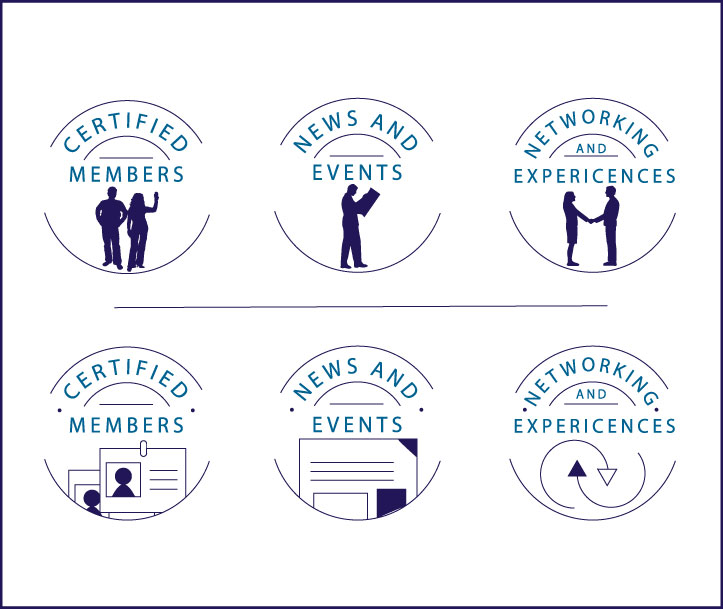 CERTIFIED
MEMBERS
NEWS AND
EVENTS
NETWORKING
AND
EXPERICENCES
CERTIFIED
MEMBERS
NEWS AND
EVENTS
NETWORKING
AND
EXPERICENCES